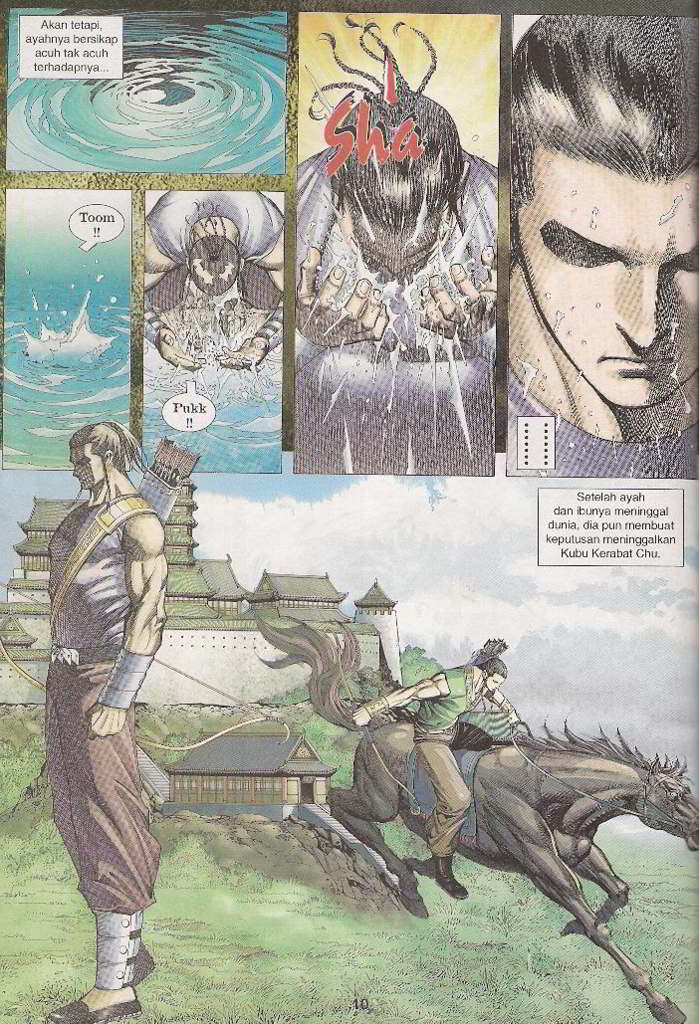 Akan tetapi,
ayahnya bersikap
acuh tak acuh
terhadapnya...
Toom
!!
Pukk
!!
Sha
......
......
Setelah ayah
dan ibunya meninggal
dunia, dia pun membuat
keputusan meninggalkan
Kubu Kerabat Chu.
10